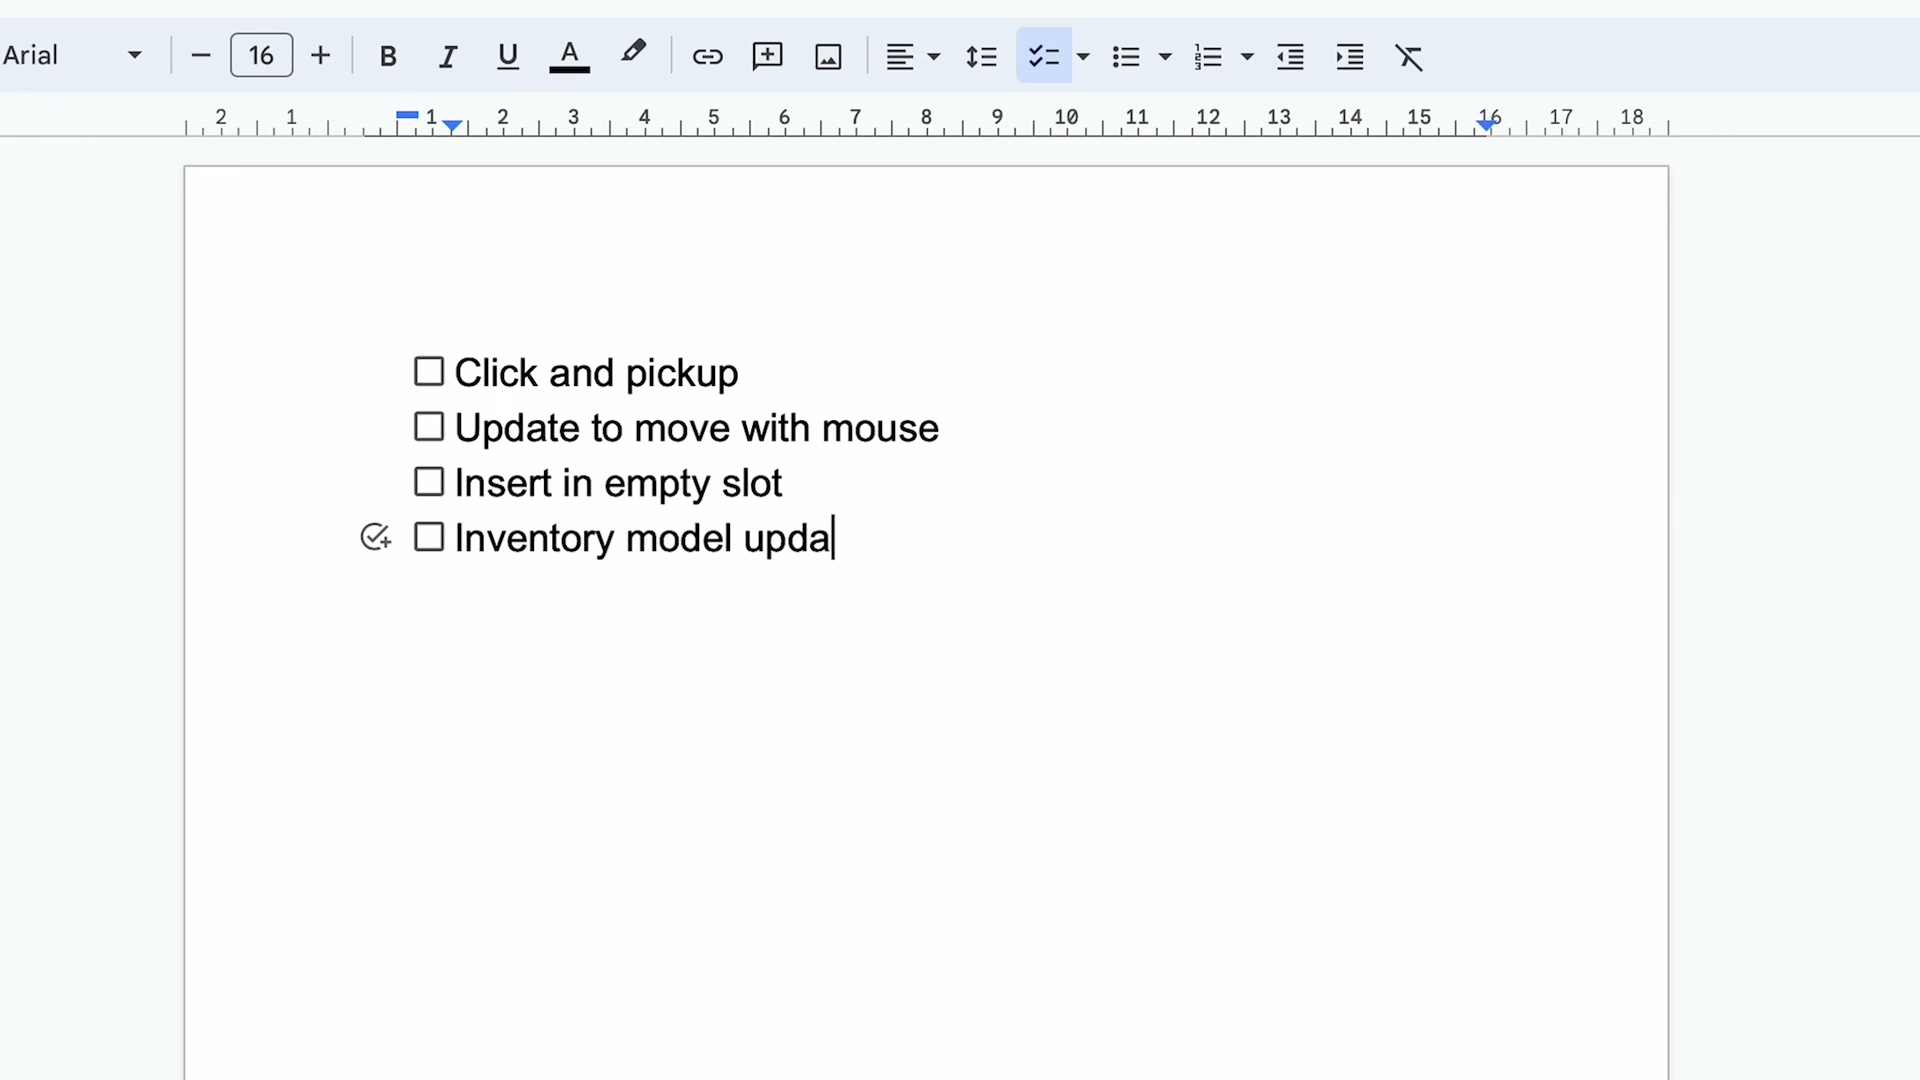 Arial 16 B I U A
2 1 1 2 3 4 5 6 7 8 9 10 11 12 13 14 15 16 17 18
Click and pickup
Update to move with mouse
Insert in empty slot
Inventory model upda